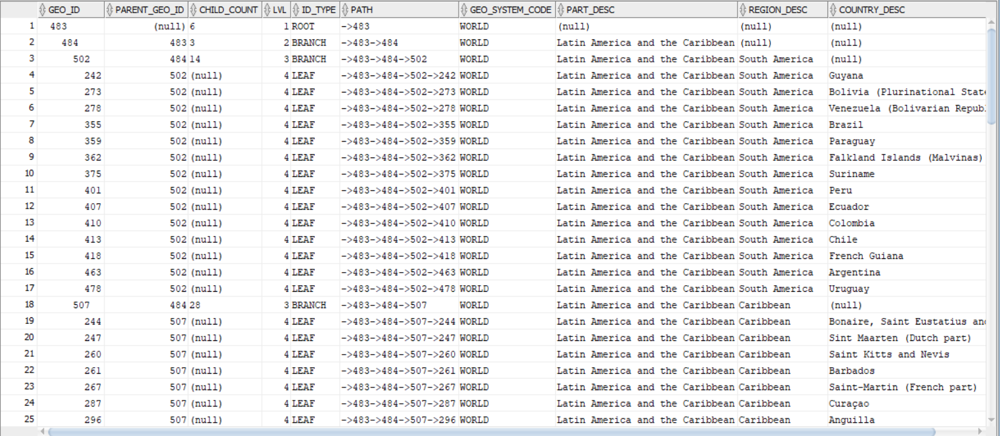 GEO_ID PARENT_GEO_ID CHILD_COUNT LVL ID_TYPE PATH GEO_SYSTEM_CODE PART_DESC REGION_DESC COUNTRY_DESC
1 483 (null) 6 1 ROOT ->483 WORLD (null) (null) (null)
2 484 483 3 2 BRANCH ->483->484 WORLD Latin America and the Caribbean (null) (null)
3 502 484 14 3 BRANCH ->483->484->502 WORLD Latin America and the Caribbean South America (null)
4 242 502 (null) 4 LEAF ->483->484->502->242 WORLD Latin America and the Caribbean South America Guyana
5 273 502 (null) 4 LEAF ->483->484->502->273 WORLD Latin America and the Caribbean South America Bolivia (Plurinational State
6 278 502 (null) 4 LEAF ->483->484->502->278 WORLD Latin America and the Caribbean South America Venezuela (Bolivarian Republ
7 355 502 (null) 4 LEAF ->483->484->502->355 WORLD Latin America and the Caribbean South America Brazil
8 359 502 (null) 4 LEAF ->483->484->502->359 WORLD Latin America and the Caribbean South America Paraguay
9 362 502 (null) 4 LEAF ->483->484->502->362 WORLD Latin America and the Caribbean South America Falkland Islands (Malvinas)
10 375 502 (null) 4 LEAF ->483->484->502->375 WORLD Latin America and the Caribbean South America Suriname
11 401 502 (null) 4 LEAF ->483->484->502->401 WORLD Latin America and the Caribbean South America Peru
12 407 502 (null) 4 LEAF ->483->484->502->407 WORLD Latin America and the Caribbean South America Ecuador
13 410 502 (null) 4 LEAF ->483->484->502->410 WORLD Latin America and the Caribbean South America Colombia
14 413 502 (null) 4 LEAF ->483->484->502->413 WORLD Latin America and the Caribbean South America Chile
15 418 502 (null) 4 LEAF ->483->484->502->418 WORLD Latin America and the Caribbean South America French Guiana
16 463 502 (null) 4 LEAF ->483->484->502->463 WORLD Latin America and the Caribbean South America Argentina
17 478 502 (null) 4 LEAF ->483->484->502->478 WORLD Latin America and the Caribbean South America Uruguay
18 507 484 28 3 BRANCH ->483->484->507 WORLD Latin America and the Caribbean Caribbean (null)
19 244 507 (null) 4 LEAF ->483->484->507->244 WORLD Latin America and the Caribbean Caribbean Bonaire, Saint Eustatius and
20 247 507 (null) 4 LEAF ->483->484->507->247 WORLD Latin America and the Caribbean Caribbean Sint Maarten (Dutch part)
21 260 507 (null) 4 LEAF ->483->484->507->260 WORLD Latin America and the Caribbean Caribbean Saint Kitts and Nevis
22 261 507 (null) 4 LEAF ->483->484->507->261 WORLD Latin America and the Caribbean Caribbean Barbados
23 267 507 (null) 4 LEAF ->483->484->507->267 WORLD Latin America and the Caribbean Caribbean Saint-Martin (French part)
24 287 507 (null) 4 LEAF ->483->484->507->287 WORLD Latin America and the Caribbean Caribbean Curaçao
25 296 507 (null) 4 LEAF ->483->484->507->296 WORLD Latin America and the Caribbean Caribbean Anguilla